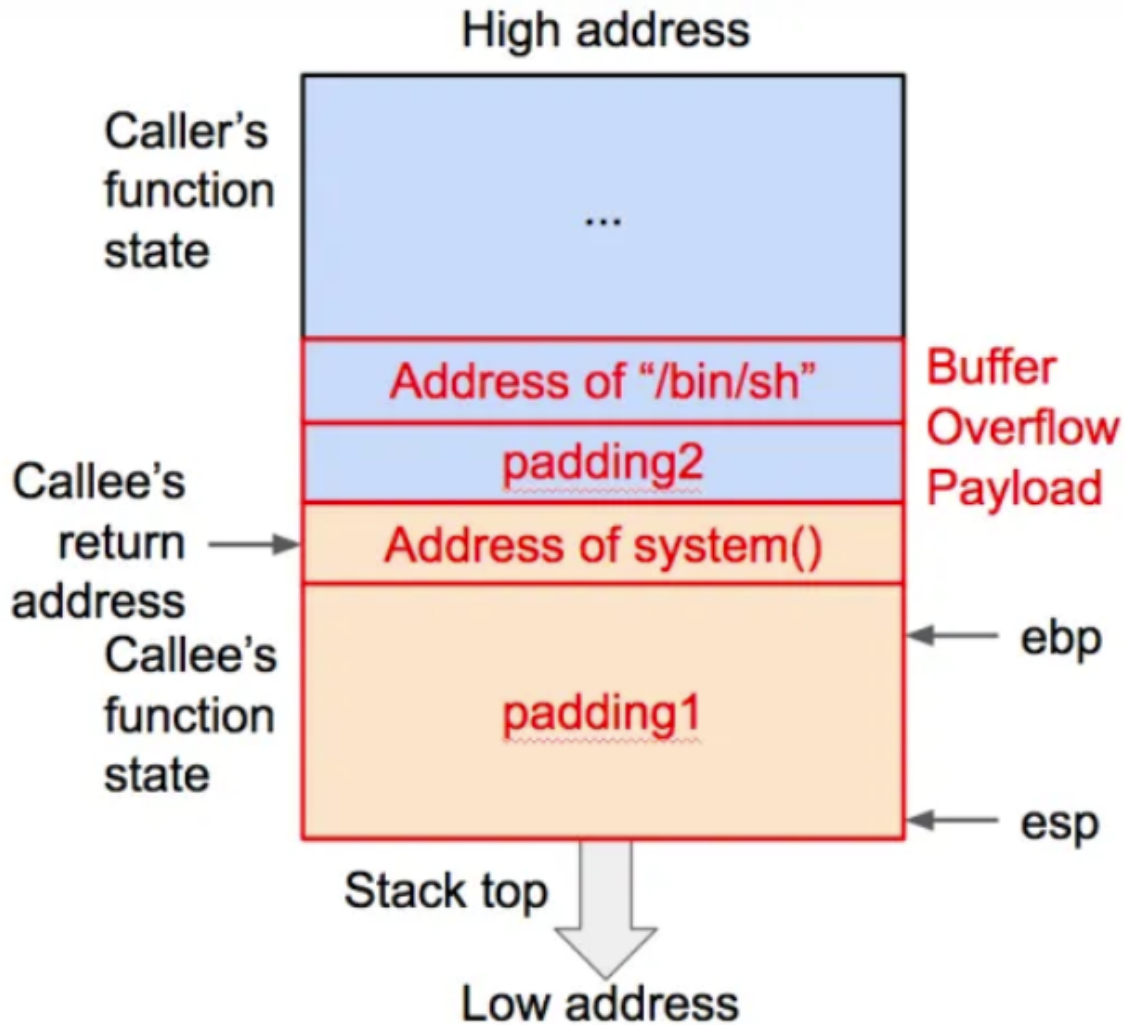 High address
Caller’s
function
state
...
Address of “/bin/sh”
padding2
Buffer
Overflow
Payload
Callee’s
return
address
Address of system()
Callee’s
function
state
padding1
ebp
esp
Stack top
Low address